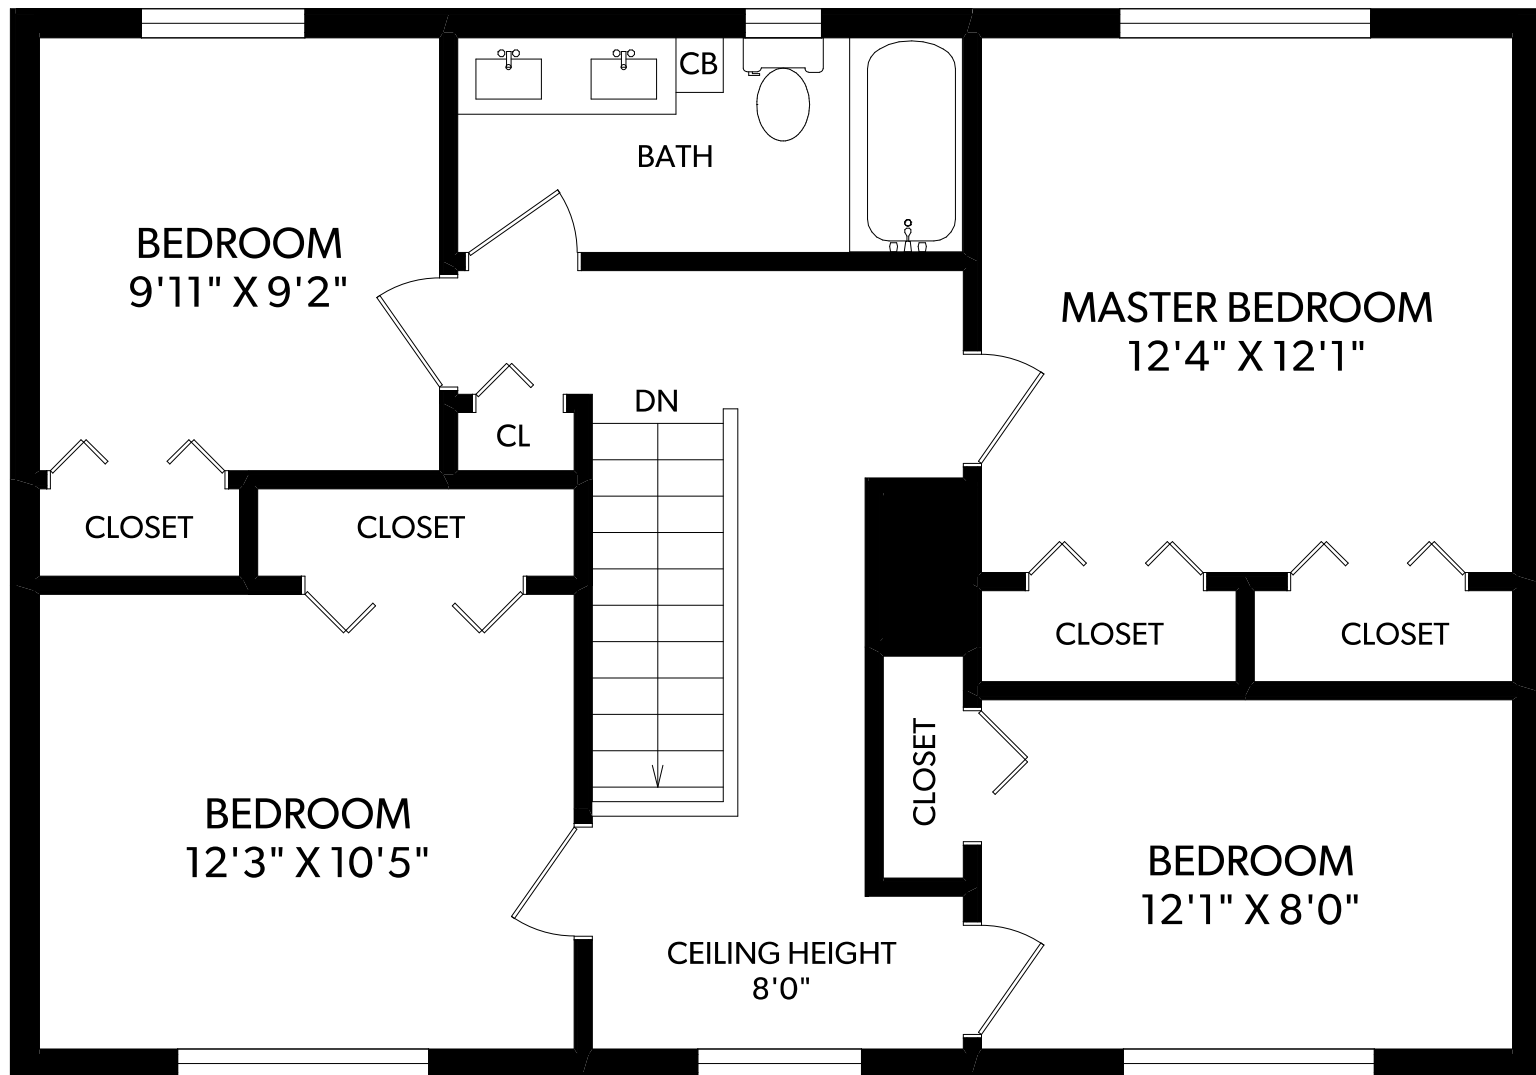 CB
BATH
BEDROOM
9'11" X 9'2"
MASTER BEDROOM
12'4" X 12'1"
DN
CL
CLOSET
CLOSET
CLOSET
CLOSET
CLOSET
BEDROOM
12'3" X 10'5"
BEDROOM
12'1" X 8'0"
CEILING HEIGHT
8'0"